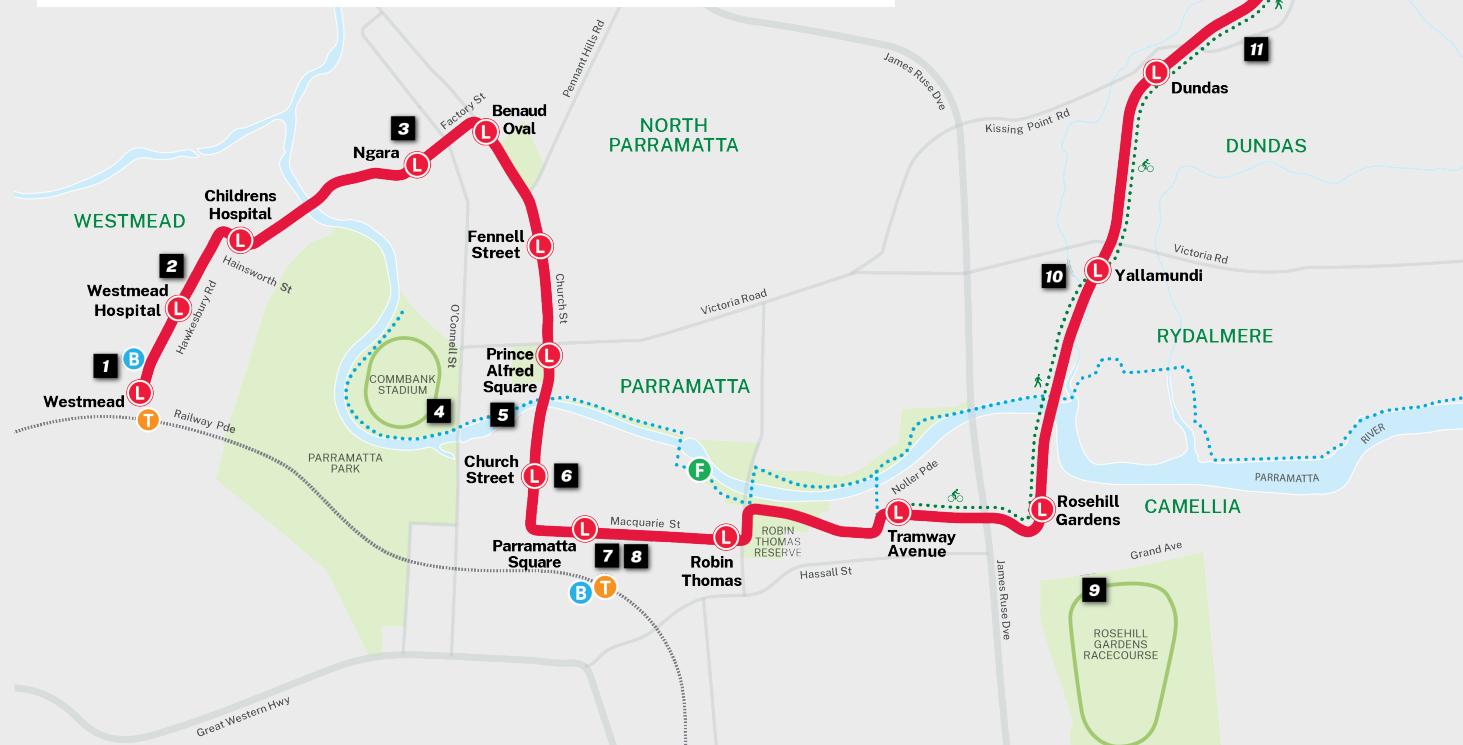 11
L
Dundas
James Ruse Dve
Pennant Hills Rd
Factory St
Benaud
Oval
L
3
Ngara
L
NORTH
PARRAMATTA
Kissing Point Rd
DUNDAS
Childrens
Hospital
L
WESTMEAD
Hainsworth St
2
Westmead
Hospital
L
Hawkesbury Rd
Fennell
Street
L
Church St
Victoria Rd
10
L
Yallamundi
Victoria Road
O'Connell St
RYDALMERE
B
1
L
Westmead
T
Railway Pde
COMMBANK
STADIUM
4
Prince
Alfred
Square
L
PARRAMATTA
5
PARRAMATTA
PARK
Church
Street
L
6
F
RIVER
PARRAMATTA
Noller Pde
L
Tramway
Avenue
L
Rosehill
Gardens
CAMELLIA
Macquarie St
L
Parramatta
Square
7
8
L
Robin
Thomas
ROBIN
THOMAS
RESERVE
Hassall St
B
T
James Ruse Dve
Grand Ave
9
ROSEHILL
GARDENS
RACECOURSE
Great Western Hwy